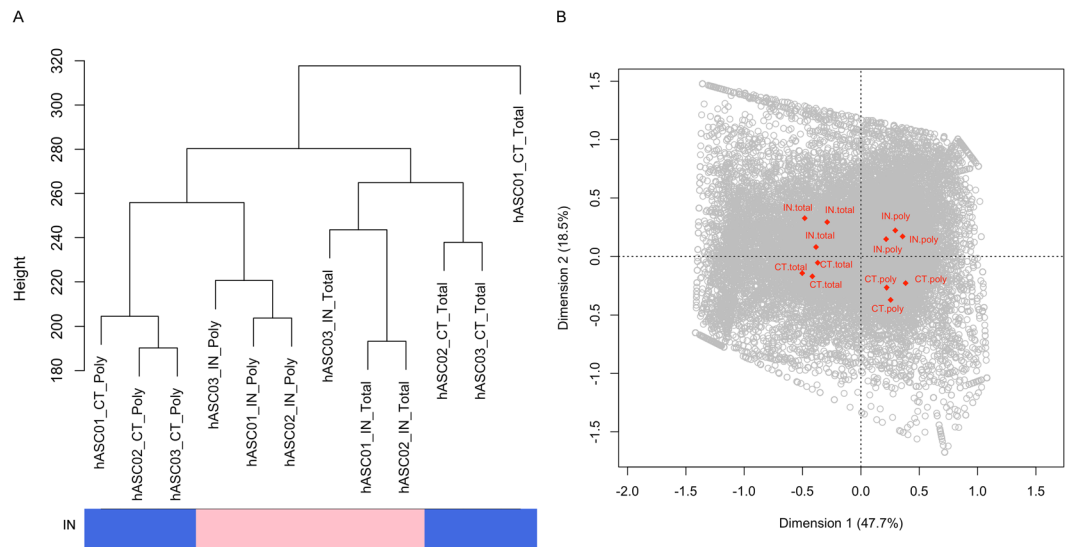 A
B
Height
320
300
280
260
240
220
200
180
hASC01_CT_Poly
hASC02_CT_Poly
hASC03_CT_Poly
hASC03_IN_Poly
hASC01_IN_Poly
hASC02_IN_Poly
hASC03_IN_Total
hASC01_IN_Total
hASC02_IN_Total
hASC02_CT_Total
hASC03_CT_Total
hASC01_CT_Total
IN
Dimension 2 (18.5%)
1.5
1.0
0.5
0.0
-0.5
-1.0
-1.5
IN.total
IN.total
IN.poly
IN.total
IN.poly
IN.poly
CT.total
CT.total
CT.total
CT.poly
CT.poly
CT.poly
-2.0
-1.5
-1.0
-0.5
0.0
0.5
1.0
1.5
Dimension 1 (47.7%)